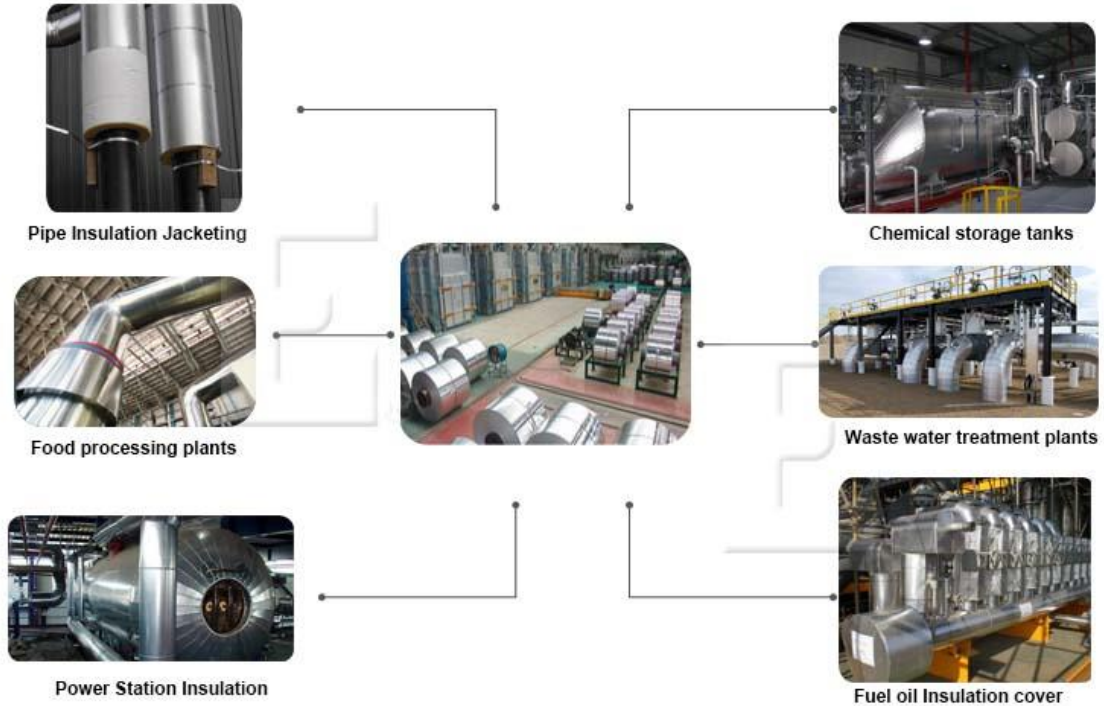 Pipe Insulation Jacketing
Chemical storage tanks
Food processing plants
Waste water treatment plants
Power Station Insulation
Fuel oil Insulation cover